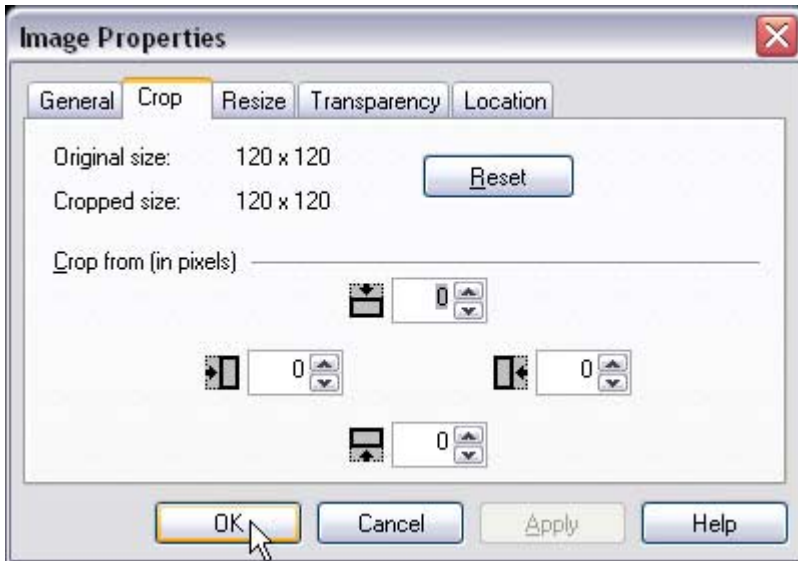 Image Properties
General Crop Resize Transparency Location
Original size: 120 x 120
Reset
Cropped size: 120 x 120
Crop from (in pixels)
0
0 0
0
OK Cancel Apply Help